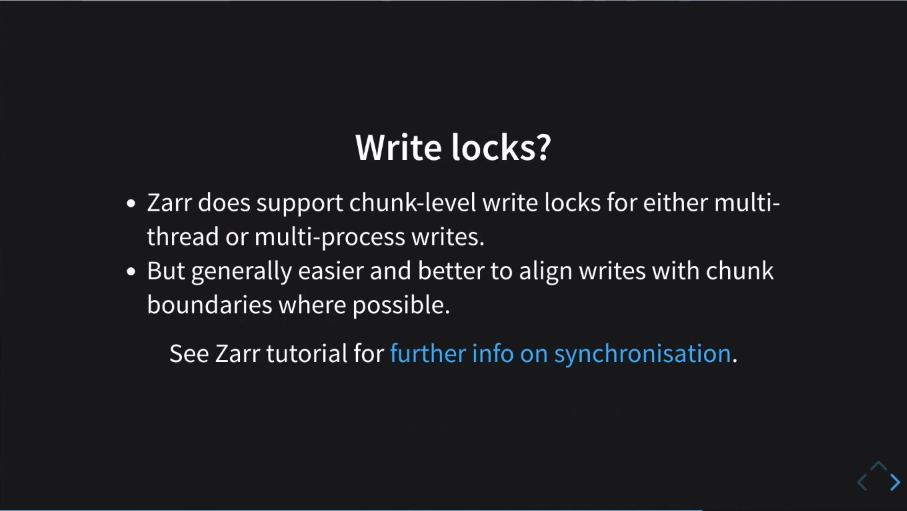 Write locks?
• Zarr does support chunk-level write locks for either multi-
thread or multi-process writes.
• But generally easier and better to align writes with chunk
boundaries where possible.
See Zarr tutorial for further info on synchronisation.